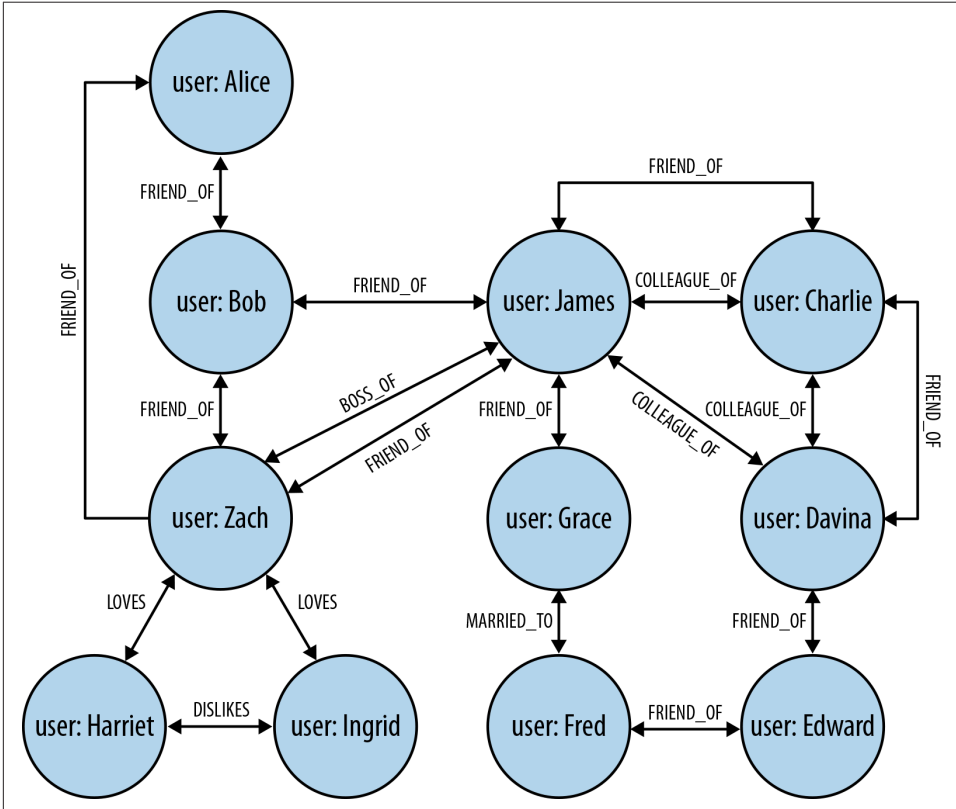 user: Alice
FRIEND_OF
FRIEND_OF
FRIEND_OF
user: Bob
FRIEND_OF
user: James
COLLEAGUE_OF
user: Charlie
FRIEND_OF
BOSS_OF
FRIEND_OF
FRIEND_OF
COLLEAGUE_OF
COLLEAGUE_OF
FRIEND_OF
user: Zach
user: Grace
user: Davina
LOVES
LOVES
MARRIED_TO
FRIEND_OF
user: Harriet
DISLIKES
user: Ingrid
user: Fred
FRIEND_OF
user: Edward